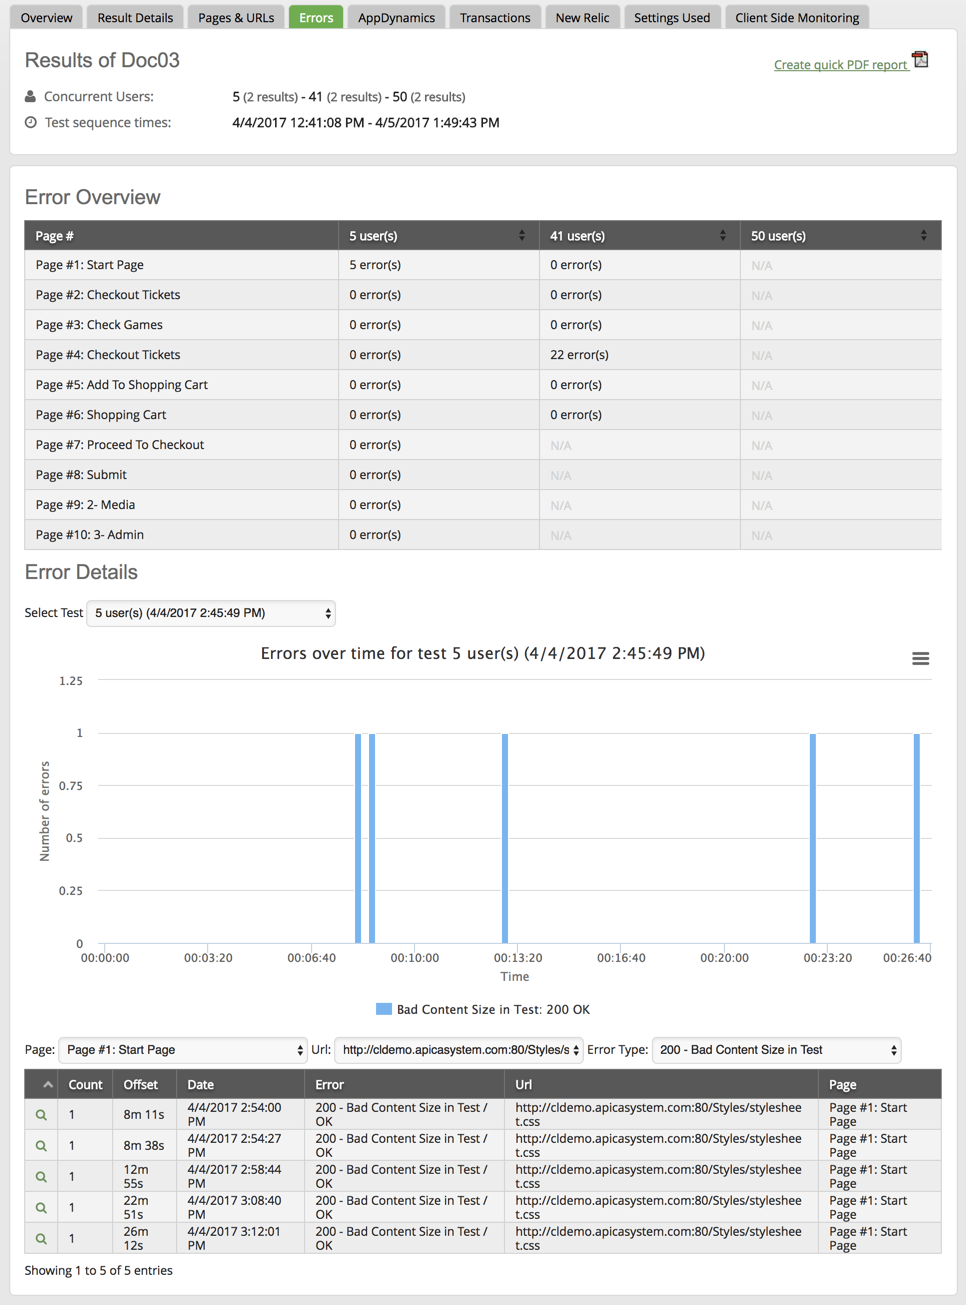 Overview Result Details Pages & URLs Errors AppDynamics Transactions New Relic Settings Used Client Side Monitoring
Results of Doc03
Create quick PDF report
Concurrent Users: 5 (2 results) - 41 (2 results) - 50 (2 results)
Test sequence times: 4/4/2017 12:41:08 PM - 4/5/2017 1:49:43 PM
Error Overview
Page # 5 user(s) 41 user(s) 50 user(s)
Page #1: Start Page 5 error(s) 0 error(s) N/A
Page #2: Checkout Tickets 0 error(s) 0 error(s) N/A
Page #3: Check Games 0 error(s) 0 error(s) N/A
Page #4: Checkout Tickets 0 error(s) 22 error(s) N/A
Page #5: Add To Shopping Cart 0 error(s) 0 error(s) N/A
Page #6: Shopping Cart 0 error(s) 0 error(s) N/A
Page #7: Proceed To Checkout 0 error(s) N/A N/A
Page #8: Submit 0 error(s) N/A N/A
Page #9: 2- Media 0 error(s) N/A N/A
Page #10: 3- Admin 0 error(s) N/A N/A
Error Details
Select Test 5 user(s) (4/4/2017 2:45:49 PM)
Errors over time for test 5 user(s) (4/4/2017 2:45:49 PM)
Number of errors
1.25
1
0.75
0.5
0.25
0
00:00:00 00:03:20 00:06:40 00:10:00 00:13:20 00:16:40 00:20:00 00:23:20 00:26:40
Time
Bad Content Size in Test: 200 OK
Page: Page #1: Start Page Url: http://cldemo.apicasystem.com:80/Styles/s Error Type: 200 - Bad Content Size in Test
Count Offset Date Error Url Page
1 8m 11s 4/4/2017 2:54:00 200 - Bad Content Size in Test / http://cldemo.apicasystem.com:80/Styles/styleshee Page #1: Start
PM OK t.css Page
1 8m 38s 4/4/2017 2:54:27 200 - Bad Content Size in Test / http://cldemo.apicasystem.com:80/Styles/styleshee Page #1: Start
PM OK t.css Page
1 12m 4/4/2017 2:58:44 200 - Bad Content Size in Test / http://cldemo.apicasystem.com:80/Styles/styleshee Page #1: Start
55s PM OK t.css Page
1 22m 4/4/2017 3:08:40 200 - Bad Content Size in Test / http://cldemo.apicasystem.com:80/Styles/styleshee Page #1: Start
51s PM OK t.css Page
1 26m 4/4/2017 3:12:01 200 - Bad Content Size in Test / http://cldemo.apicasystem.com:80/Styles/styleshee Page #1: Start
12s PM OK t.css Page
Showing 1 to 5 of 5 entries